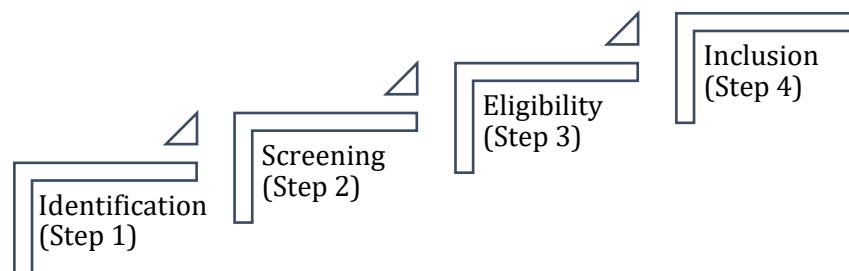 Identification
(Step 1)
Screening
(Step 2)
Eligibility
(Step 3)
Inclusion
(Step 4)